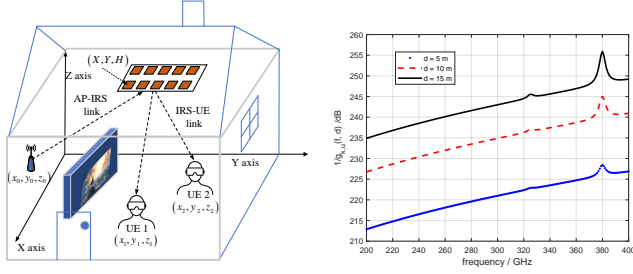 (X,Y,H)
Z axis
AP-IRS
link
IRS-UE
link
Y axis
(x₀, y₀, z₀)
UE 2
(x₂, y₂, z₂)
UE 1
(x₁, y₁, z₁)
X axis
260
255
250
245
240
235
230
225
220
215
210
1/g_{k,u}(f, d) /dB
d = 5 m
d = 10 m
d = 15 m
200 220 240 260 280 300 320 340 360 380 400
frequency / GHz